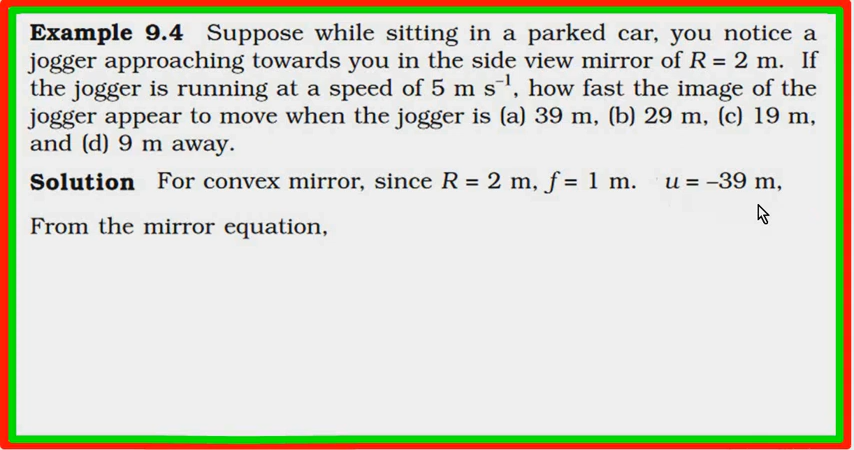 Example 9.4 Suppose while sitting in a parked car, you notice a
jogger approaching towards you in the side view mirror of R = 2 m. If
the jogger is running at a speed of 5 m s⁻¹, how fast the image of the
jogger appear to move when the jogger is (a) 39 m, (b) 29 m, (c) 19 m,
and (d) 9 m away.
Solution For convex mirror, since R = 2 m, f = 1 m. u = –39 m,
From the mirror equation,